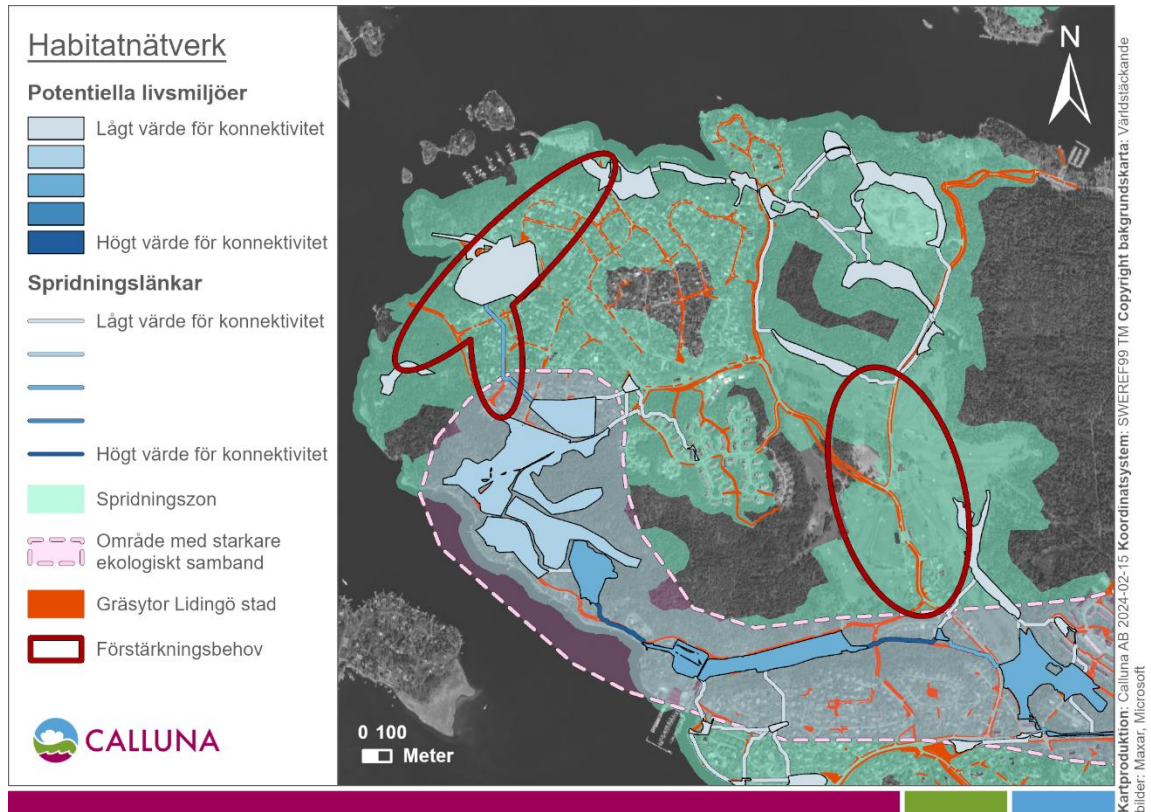 Habitatnätverk
Potentiella livsmiljöer
Lågt värde för konnektivitet
Högt värde för konnektivitet
Spridningslänkar
Lågt värde för konnektivitet
Högt värde för konnektivitet
Spridningszon
Område med starkare
ekologiskt samband
Gräsytor Lidingö stad
Förstärkningsbehov
CALLUNA
N
0 100
Meter
Kartproduktion: Calluna AB 2024-02-15 Koordinatsystem: SWEREF99 TM Copyright bakgrundskarta: Världstäckande
bilder: Maxar, Microsoft